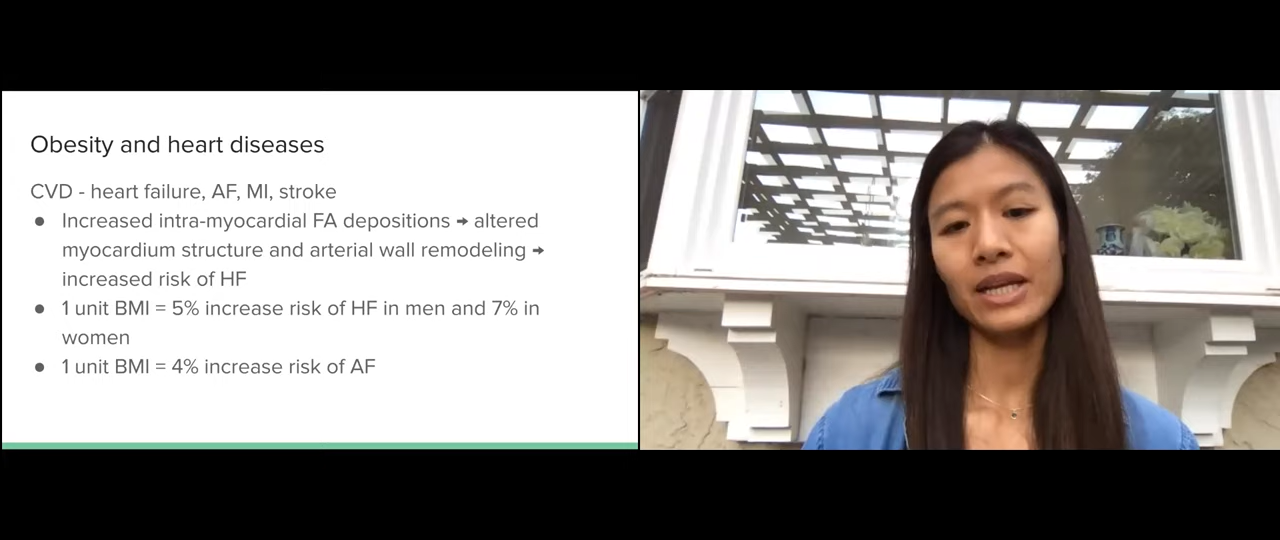 Obesity and heart diseases
CVD - heart failure, AF, MI, stroke
● Increased intra-myocardial FA depositions → altered
myocardium structure and arterial wall remodeling →
increased risk of HF
● 1 unit BMI = 5% increase risk of HF in men and 7% in
women
● 1 unit BMI = 4% increase risk of AF